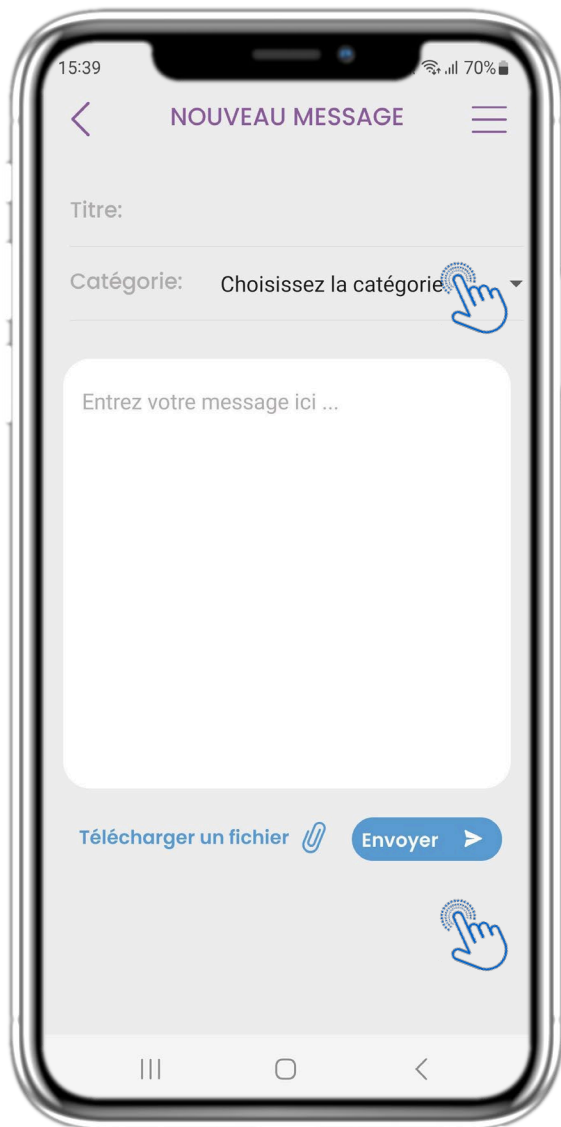 15:39 70%
NOUVEAU MESSAGE
Titre:
Catégorie: Choisissez la catégorie
Entrez votre message ici ...
Télécharger un fichier Envoyer